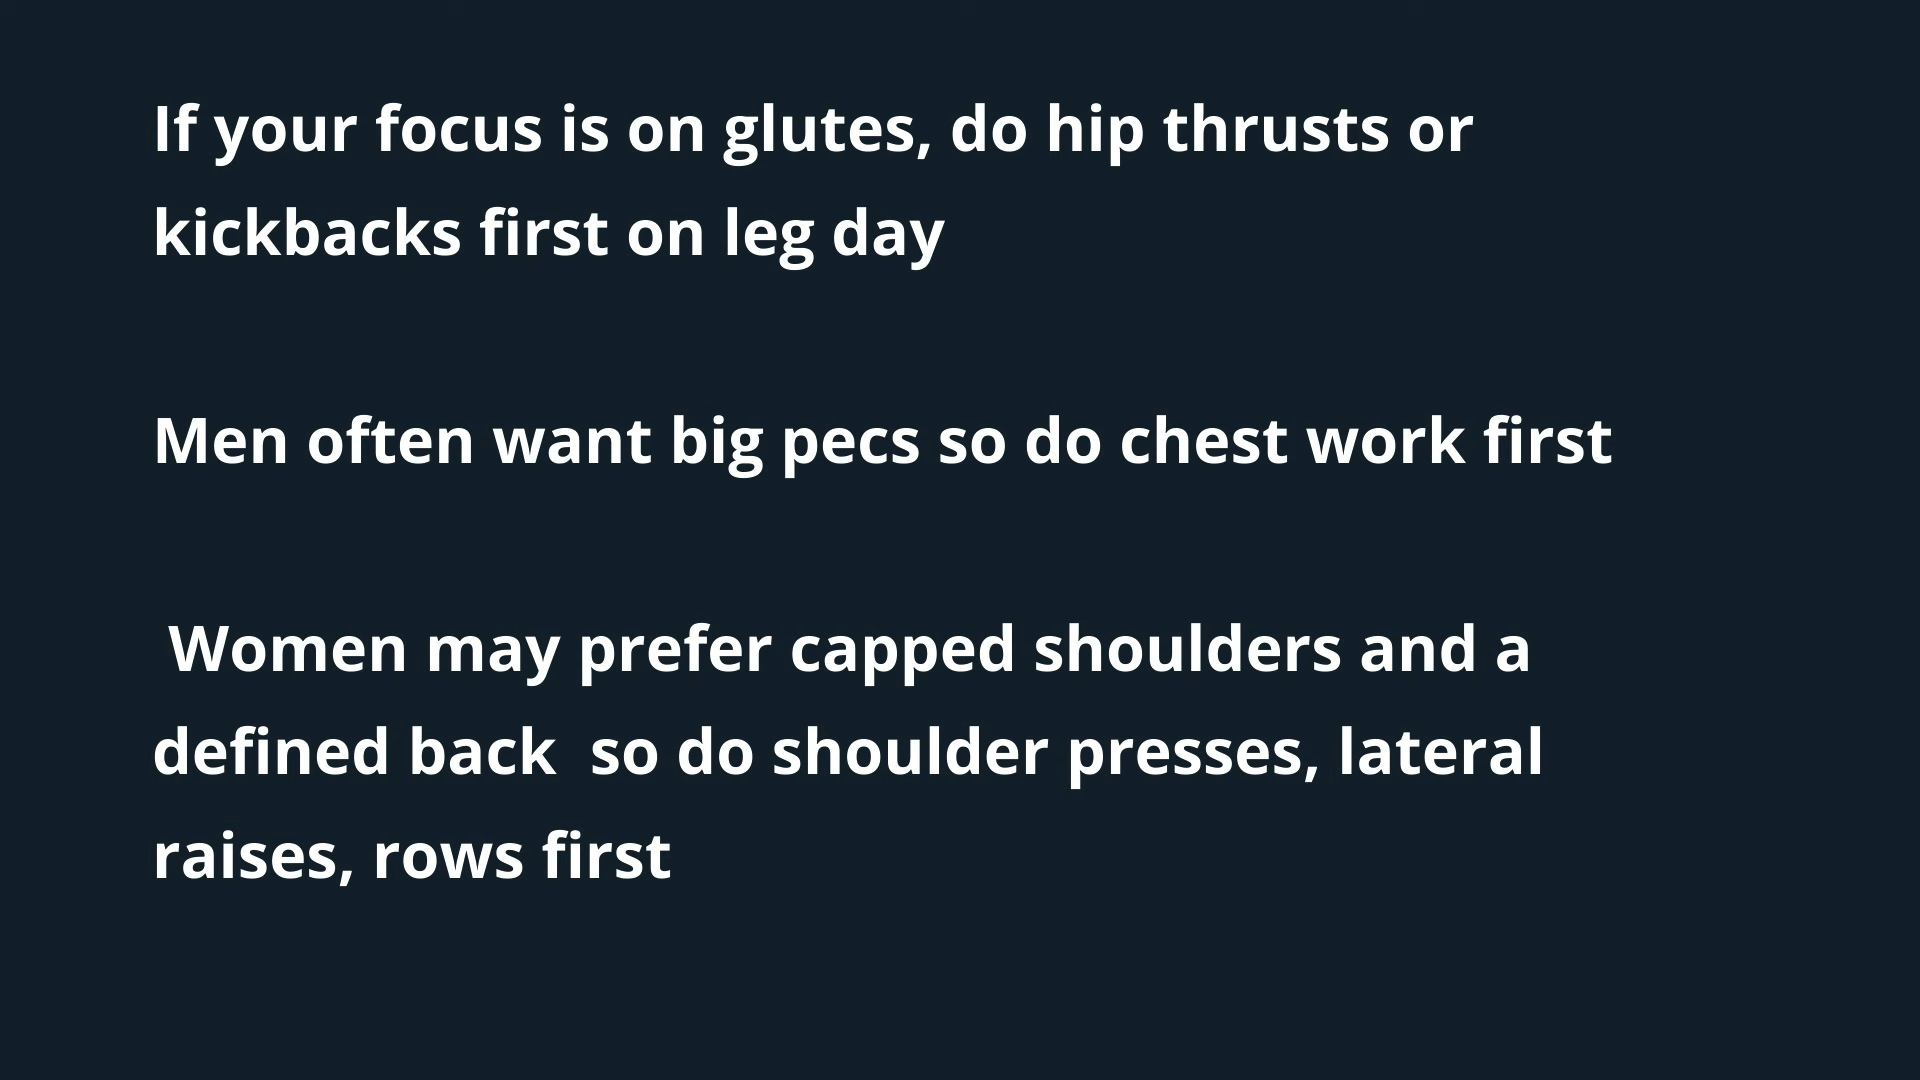 If your focus is on glutes, do hip thrusts or
kickbacks first on leg day
Men often want big pecs so do chest work first
Women may prefer capped shoulders and a
defined back  so do shoulder presses, lateral
raises, rows first